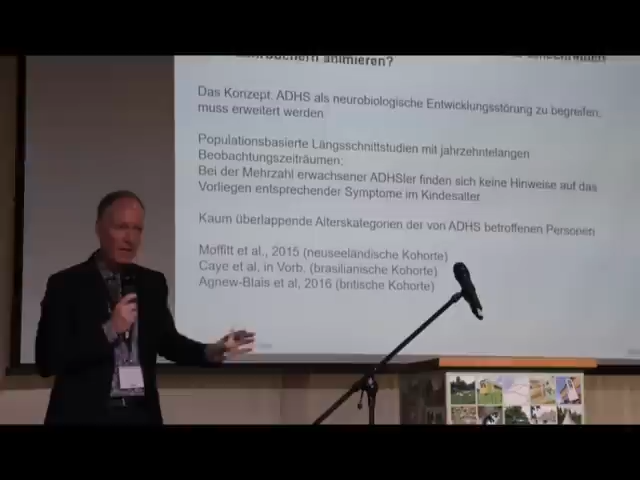 animieren?
Das Konzept, ADHS als neurobiologische Entwicklungsstörung zu begreifen,
muss erweitert werden
Populationsbasierte Längsschnittstudien mit jahrzehntelangen
Beobachtungszeiträumen:
Bei der Mehrzahl erwachsener ADHSler finden sich keine Hinweise auf das
Vorliegen entsprechender Symptome im Kindesalter
Kaum überlappende Alterskategorien der von ADHS betroffenen Personen
Moffitt et al., 2015 (neuseeländische Kohorte)
Caye et al, in Vorb. (brasilianische Kohorte)
Agnew-Blais et al, 2016 (britische Kohorte)